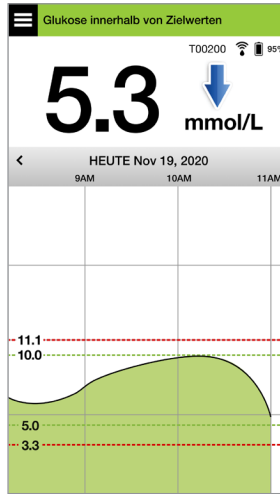 Glukose innerhalb von Zielwerten
T00200 95%
5.3
mmol/L
HEUTE Nov 19, 2020
9AM 10AM 11AM
11.1
10.0
5.0
3.3